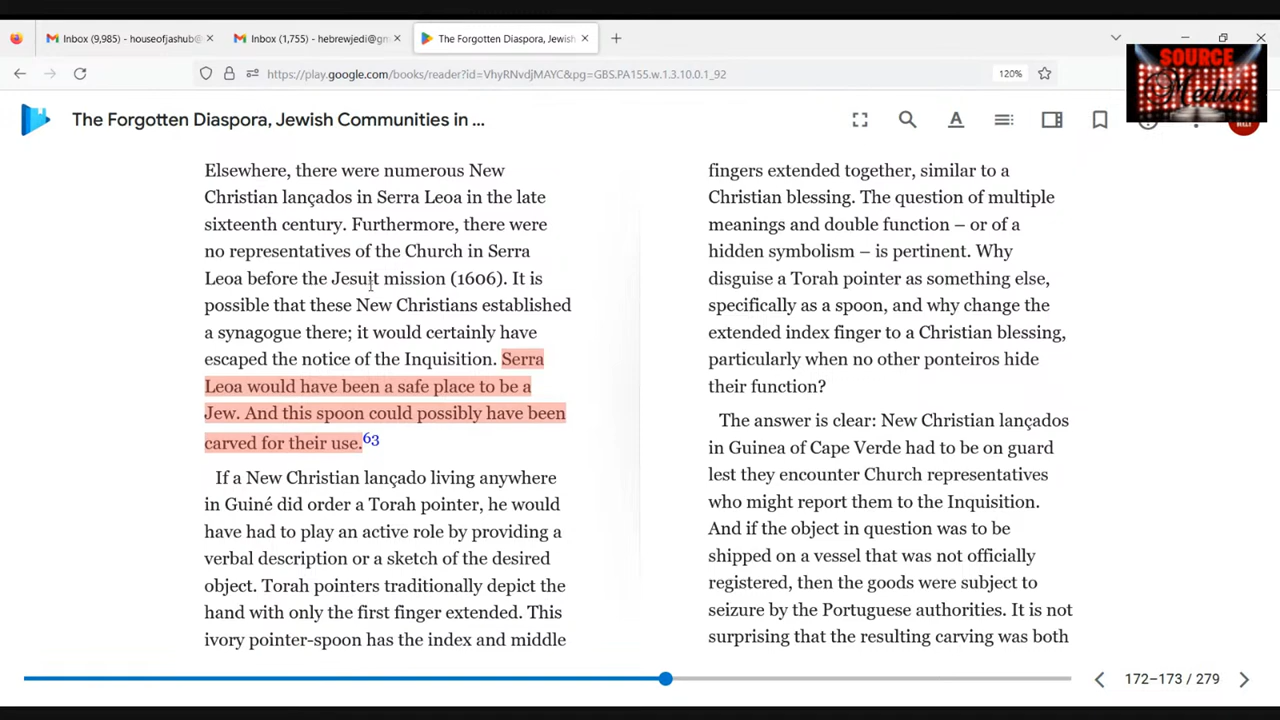 Inbox (9,985) - houseofjashub@
Inbox (1,755) - hebrewjedi@gm
The Forgotten Diaspora, Jewish
https://play.google.com/books/reader?id=VhyRNvdjMAYC&pg=GBS.PA155.w.1.3.10.0.1_92
120%
SOURCE
Media
The Forgotten Diaspora, Jewish Communities in ...
Elsewhere, there were numerous New
Christian lançados in Serra Leoa in the late
sixteenth century. Furthermore, there were
no representatives of the Church in Serra
Leoa before the Jesuit mission (1606). It is
possible that these New Christians established
a synagogue there; it would certainly have
escaped the notice of the Inquisition. Serra
Leoa would have been a safe place to be a
Jew. And this spoon could possibly have been
carved for their use.63
If a New Christian lançado living anywhere
in Guiné did order a Torah pointer, he would
have had to play an active role by providing a
verbal description or a sketch of the desired
object. Torah pointers traditionally depict the
hand with only the first finger extended. This
ivory pointer-spoon has the index and middle
fingers extended together, similar to a
Christian blessing. The question of multiple
meanings and double function – or of a
hidden symbolism – is pertinent. Why
disguise a Torah pointer as something else,
specifically as a spoon, and why change the
extended index finger to a Christian blessing,
particularly when no other ponteiros hide
their function?
The answer is clear: New Christian lançados
in Guinea of Cape Verde had to be on guard
lest they encounter Church representatives
who might report them to the Inquisition.
And if the object in question was to be
shipped on a vessel that was not officially
registered, then the goods were subject to
seizure by the Portuguese authorities. It is not
surprising that the resulting carving was both
172–173 / 279